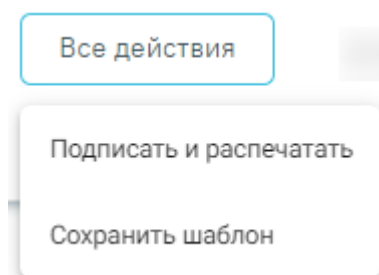 Все действия
Подписать и распечатать
Сохранить шаблон